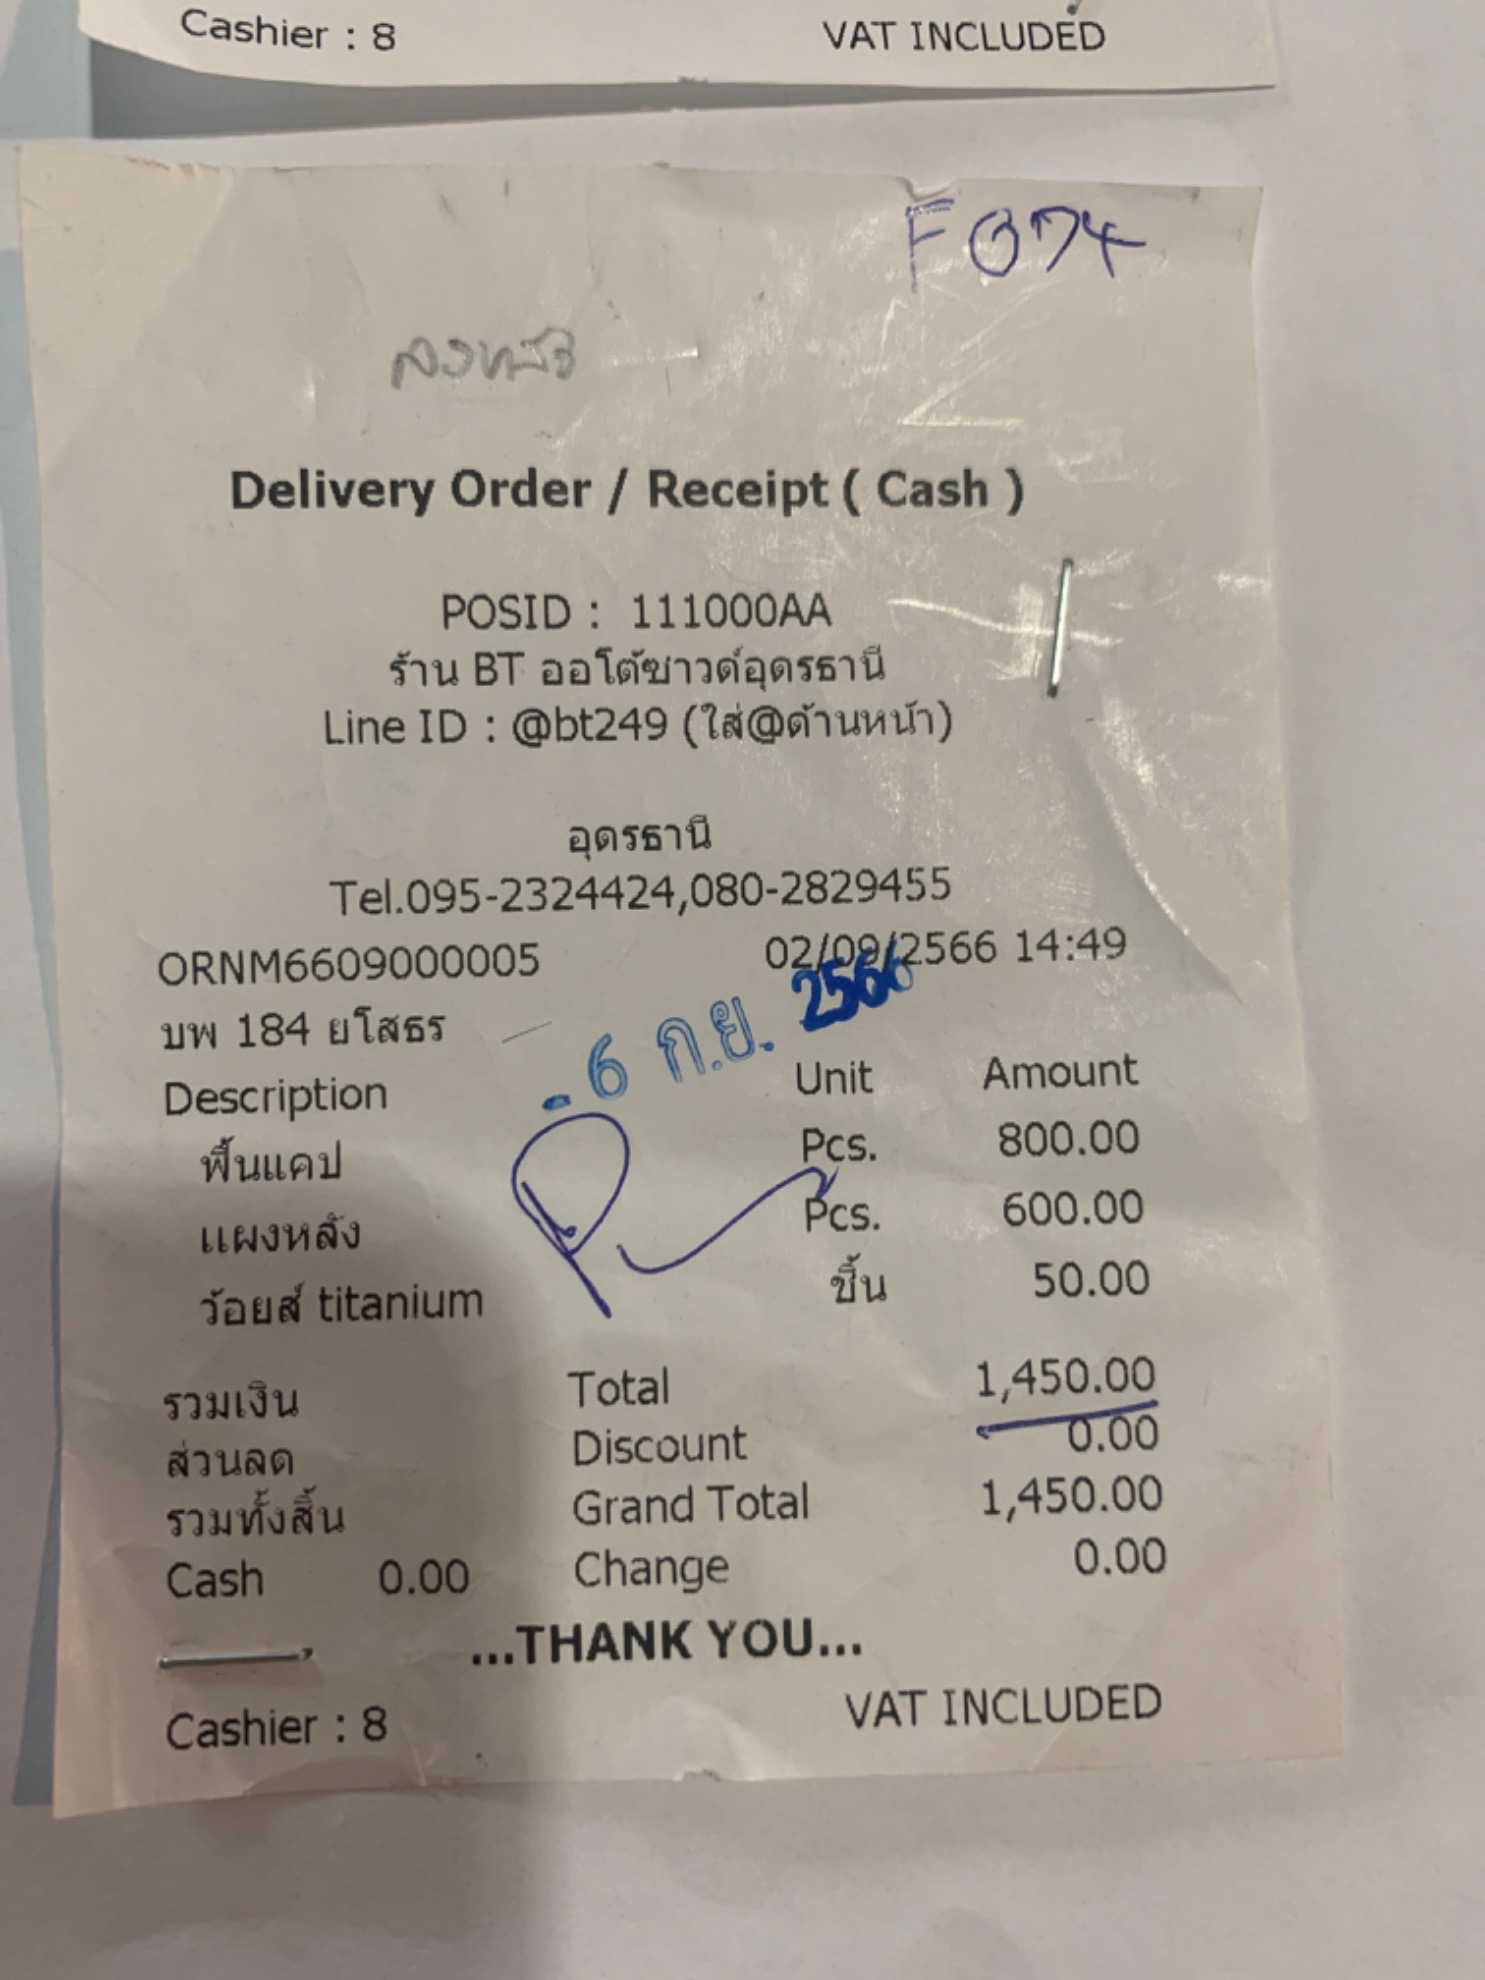 Cashier : 8 VAT INCLUDED
F074
Delivery Order / Receipt ( Cash )
POSID : 111000AA
ร้าน BT ออโต้ซาวด์อุดรธานี
Line ID : @bt249 (ใส่@ด้านหน้า)
อุดรธานี
Tel.095-2324424,080-2829455
ORNM6609000005 02/09/2566 14:49
บพ 184 ยโสธร
- 6 ก.ย. 2566
Description Unit Amount
พื้นแคป Pcs. 800.00
แผงหลัง Pcs. 600.00
ว้อยส์ titanium ชิ้น 50.00
รวมเงิน Total 1,450.00
ส่วนลด Discount 0.00
รวมทั้งสิ้น Grand Total 1,450.00
Cash 0.00 Change 0.00
...THANK YOU...
Cashier : 8 VAT INCLUDED